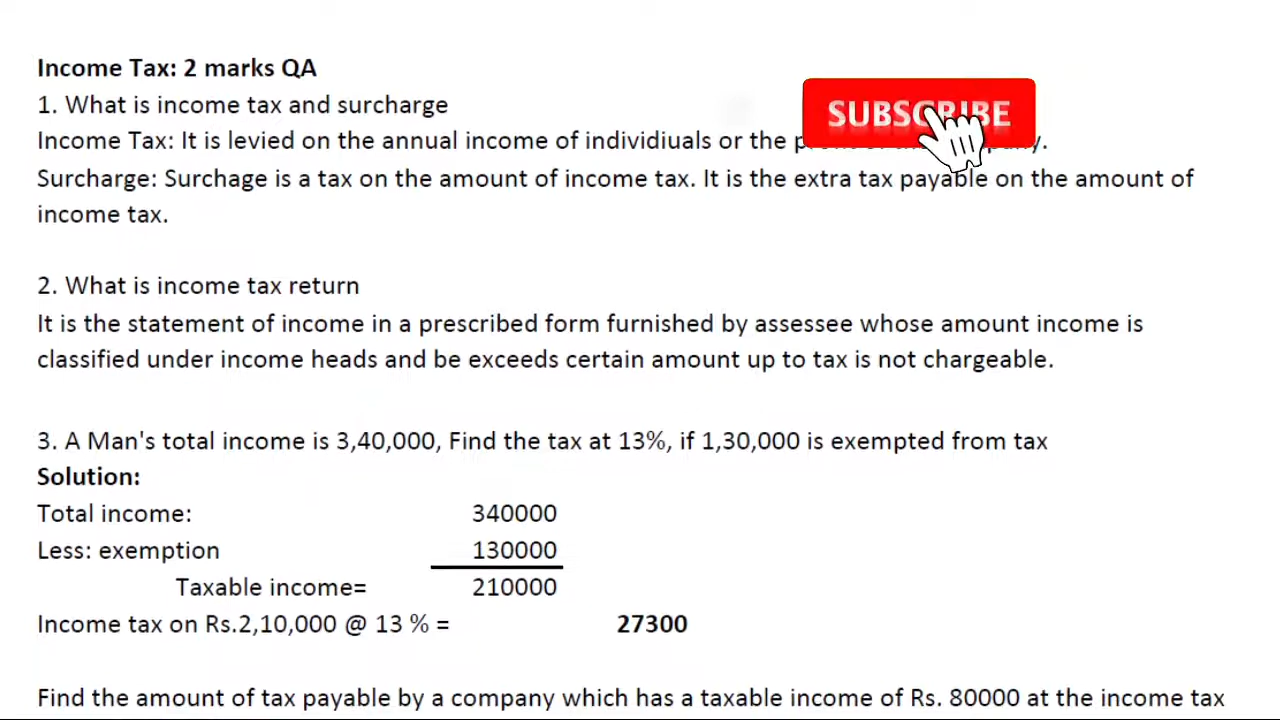 Income Tax: 2 marks QA
1. What is income tax and surcharge
SUBSCRIBE
Income Tax: It is levied on the annual income of individiuals or the
Surcharge: Surchage is a tax on the amount of income tax. It is the extra tax payable on the amount of
income tax.
2. What is income tax return
It is the statement of income in a prescribed form furnished by assessee whose amount income is
classified under income heads and be exceeds certain amount up to tax is not chargeable.
3. A Man's total income is 3,40,000, Find the tax at 13%, if 1,30,000 is exempted from tax
Solution:
Total income: 340000
Less: exemption 130000
Taxable income= 210000
Income tax on Rs.2,10,000 @ 13 % = 27300
Find the amount of tax payable by a company which has a taxable income of Rs. 80000 at the income tax